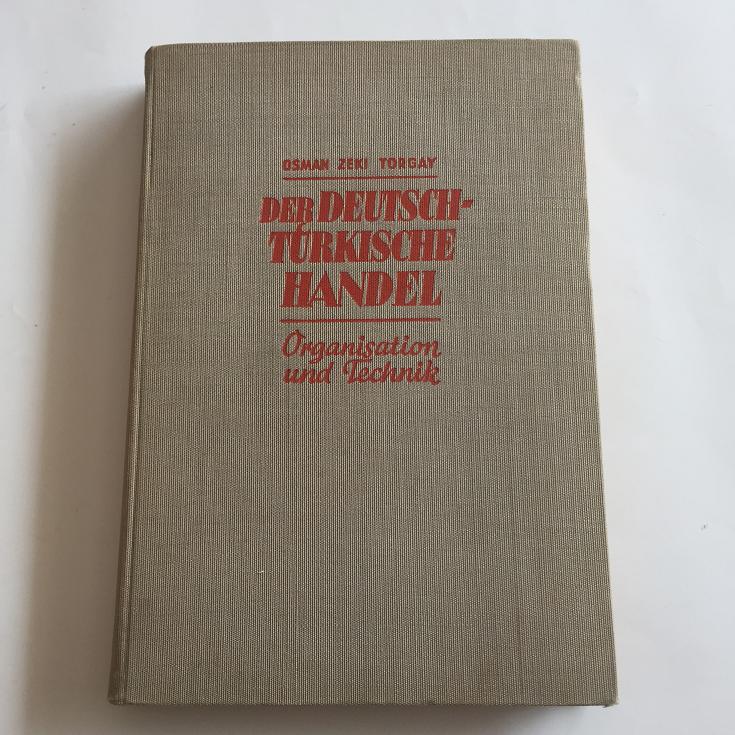 OSMAN ZEKI TORGAY
DER DEUTSCH-
TÜRKISCHE
HANDEL
Organisation
und Technik